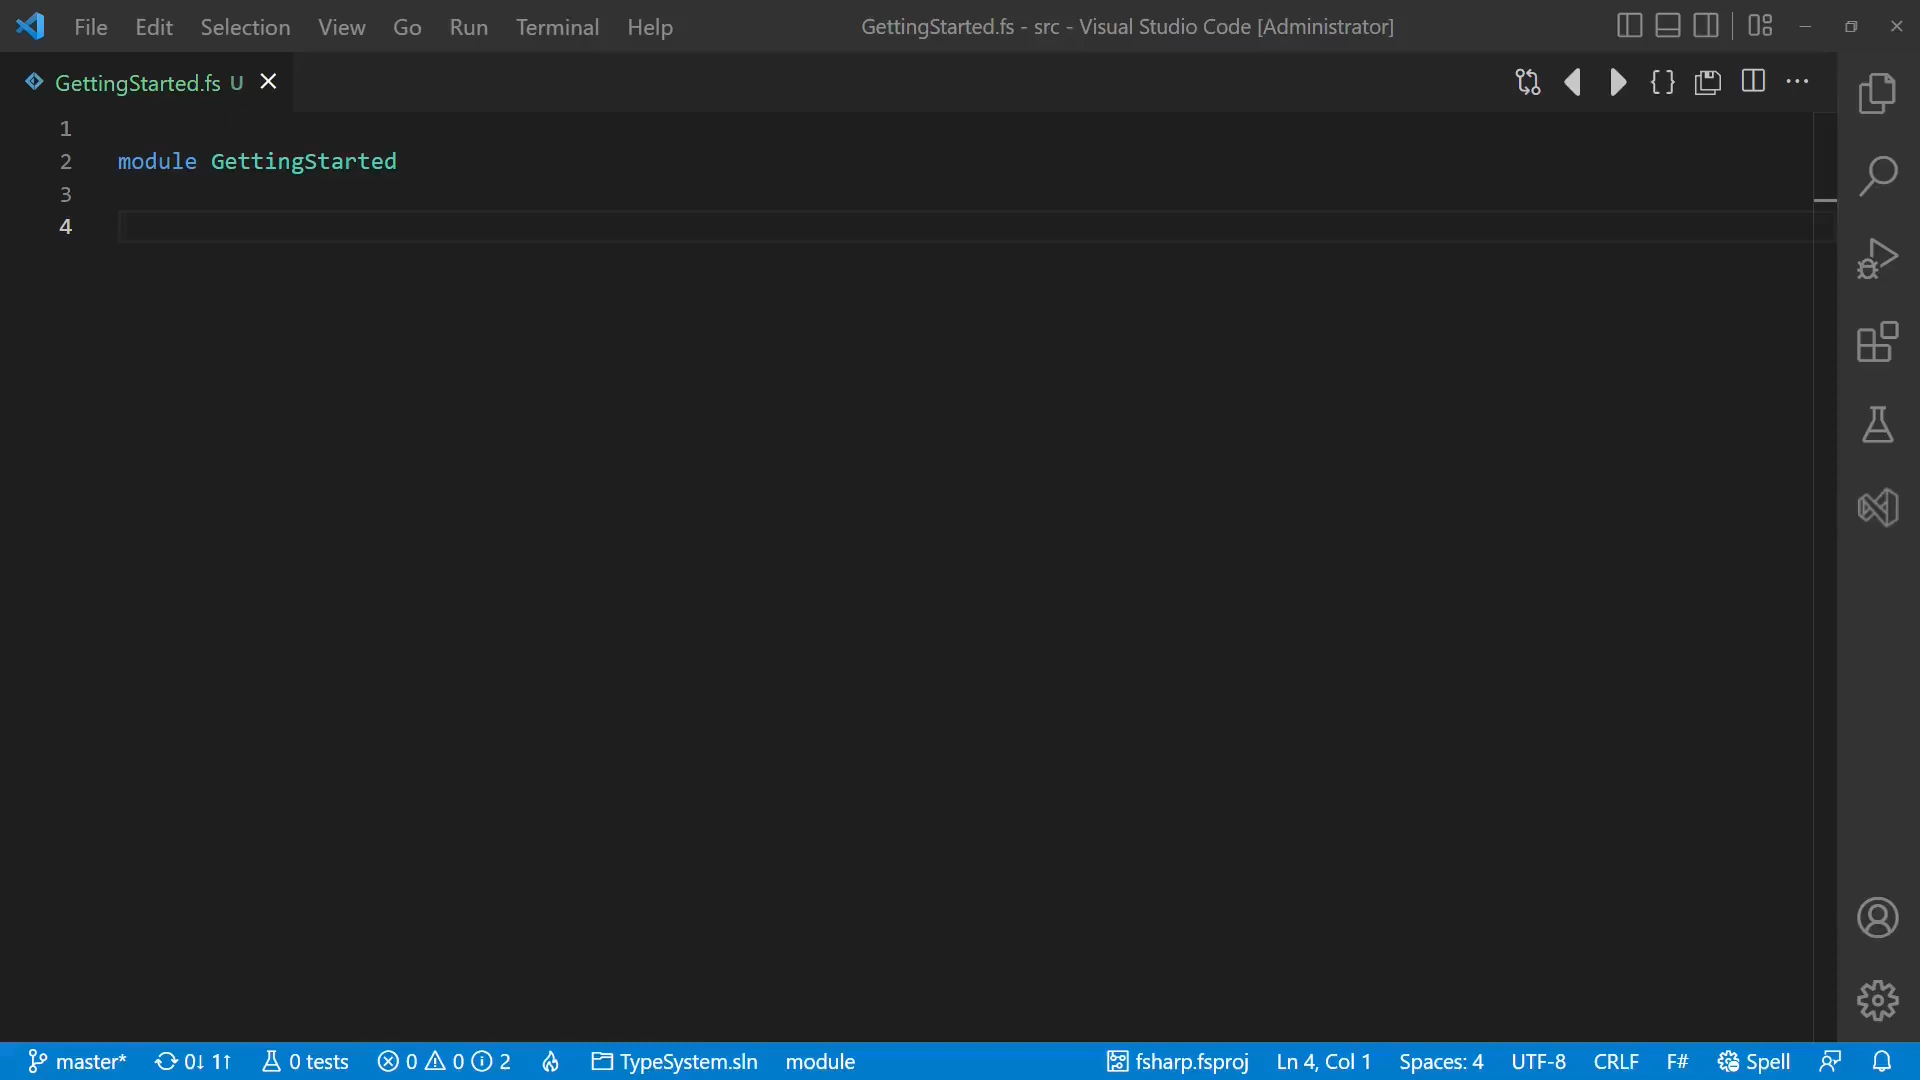 File Edit Selection View Go Run Terminal Help GettingStarted.fs - src - Visual Studio Code [Administrator]
GettingStarted.fs U
1
2 module GettingStarted
3
4
master* 0↓ 1↑ 0 tests 0 0 2 TypeSystem.sln module fsharp.fsproj Ln 4, Col 1 Spaces: 4 UTF-8 CRLF F# Spell